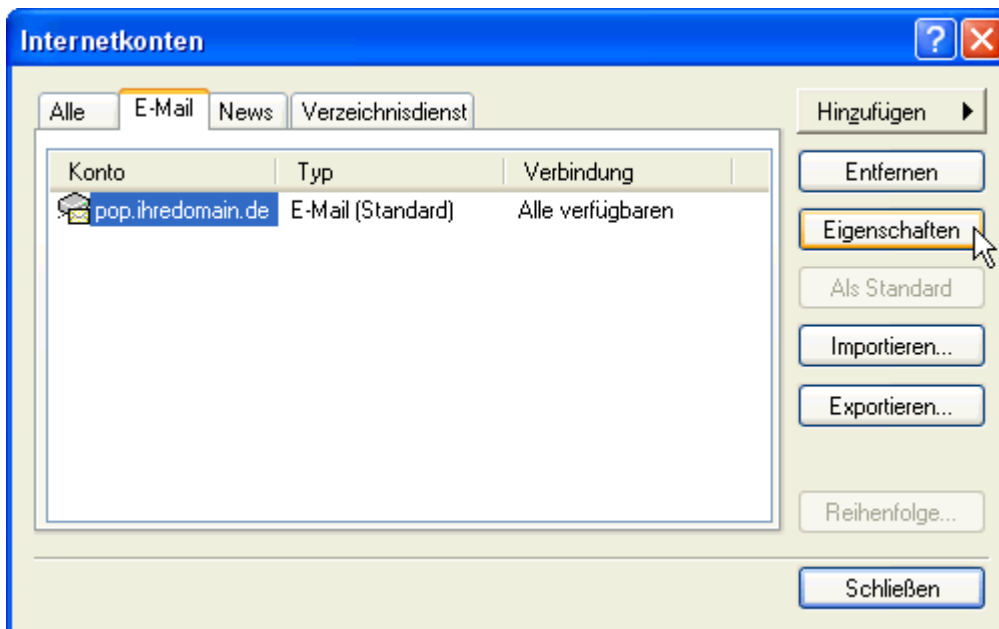 Internetkonten
Alle E-Mail News Verzeichnisdienst
Konto Typ Verbindung
pop.ihredomain.de E-Mail (Standard) Alle verfügbaren
Hinzufügen
Entfernen
Eigenschaften
Als Standard
Importieren...
Exportieren...
Reihenfolge...
Schließen